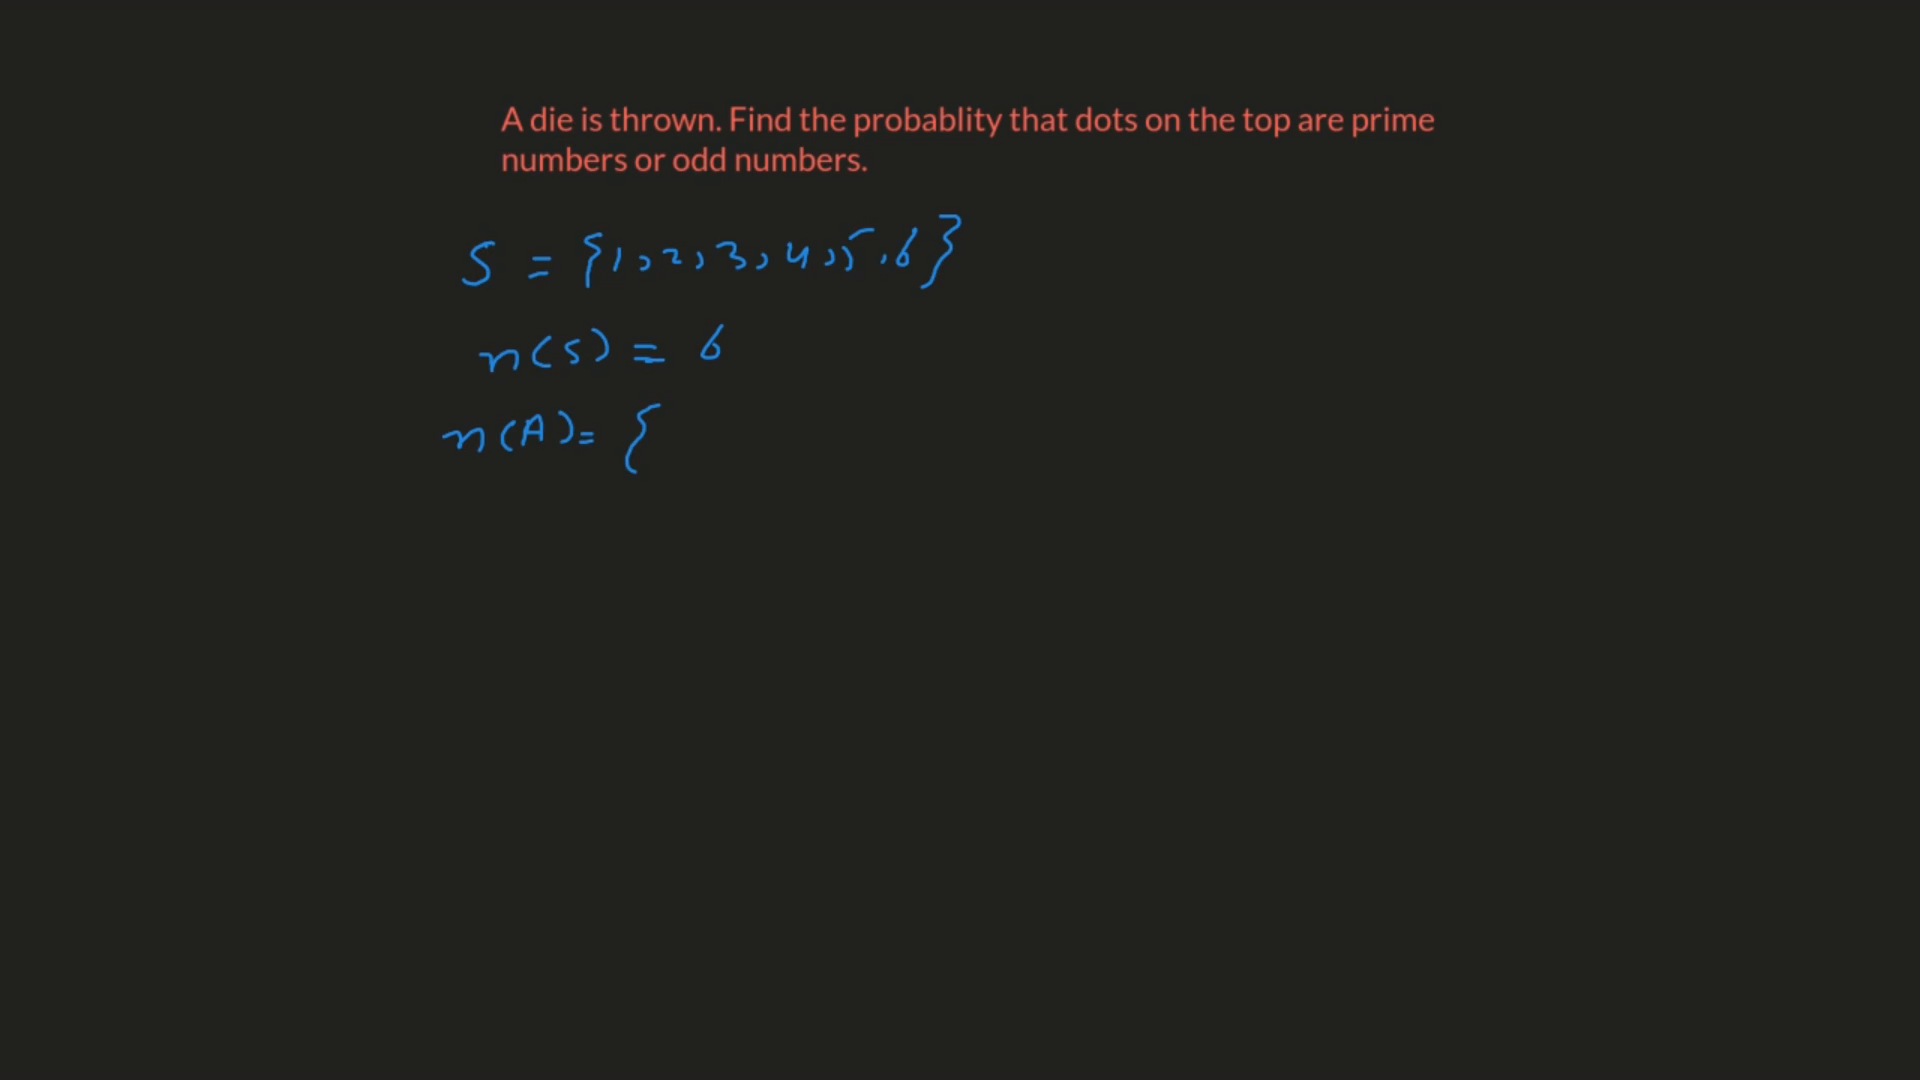 A die is thrown. Find the probablity that dots on the top are prime
numbers or odd numbers.
S = {1,2,3,4,5,6}
n(S) = 6
n(A) = {